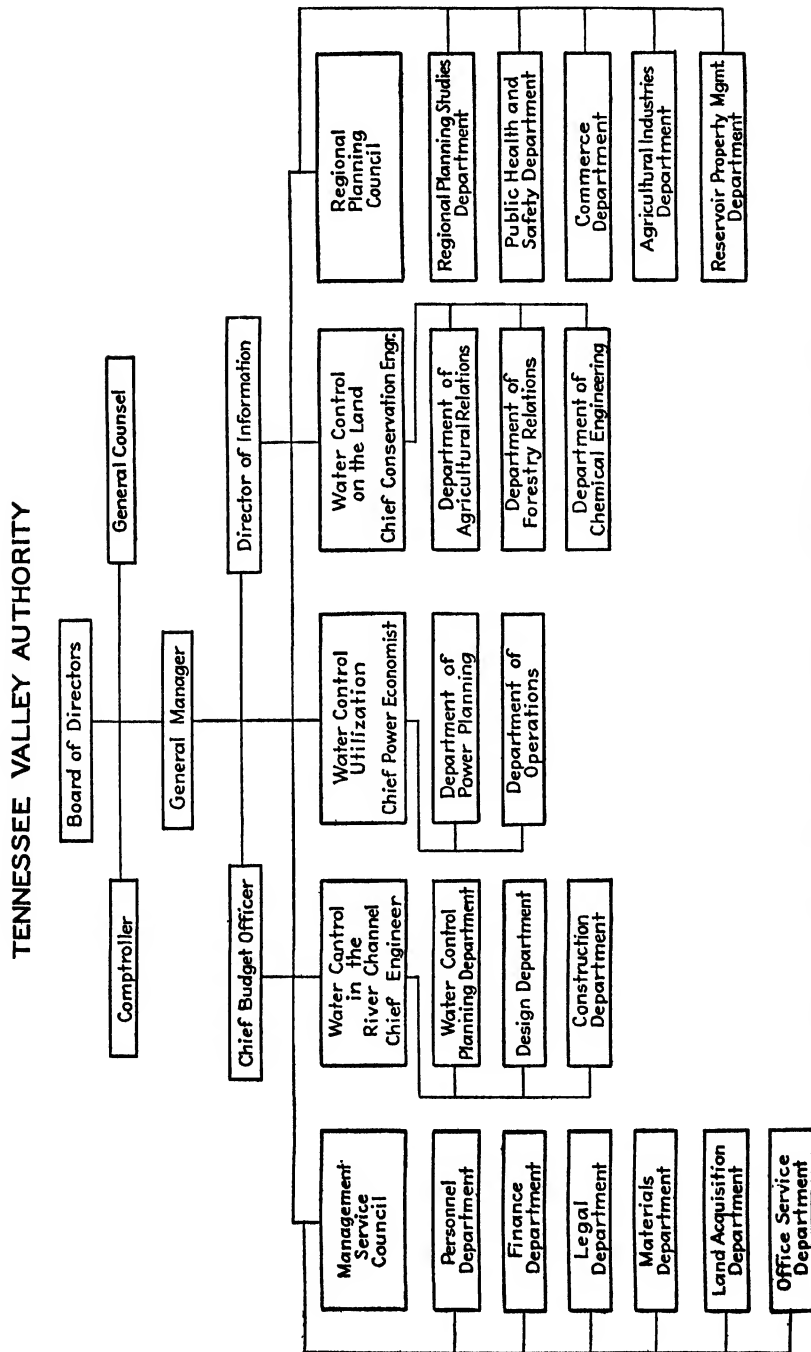 TENNESSEE VALLEY AUTHORITY
Board of Directors
Comptroller
General Counsel
General Manager
Chief Budget Officer
Director of Information
Management
Service
Council
Personnel
Department
Finance
Department
Legal
Department
Materials
Department
Land Acquisition
Department
Office Service
Department
Water Cantrol
in the
River Channel
Chief Engineer
Water Control
Planning Department
Design Department
Construction
Department
Water Control
Utilization
Chief Power Economist
Department of
Power Planning
Department of
Operations
Water Control
on the Land
Chief Conservation Engr.
Department of
Agricultural Relations
Department of
Forestry Relations
Department of
Chemical Engineering
Regional
Planning
Council
Regional Planning Studies
Department
Public Health and
Safety Department
Commerce
Department
Agricultural Industries
Department
Reservoir Property Mgmt.
Department